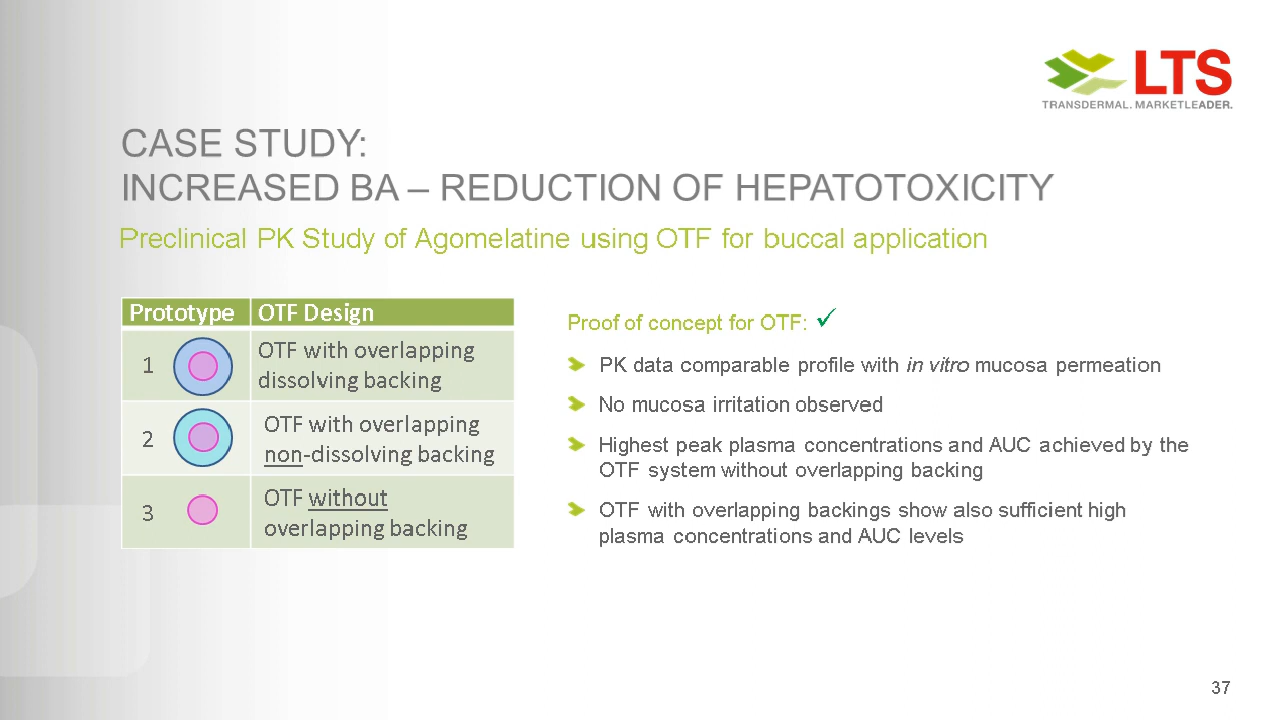 LTS
TRANSDERMAL. MARKETLEADER.
CASE STUDY:
INCREASED BA – REDUCTION OF HEPATOTOXICITY
Preclinical PK Study of Agomelatine using OTF for buccal application
Prototype OTF Design
1 OTF with overlapping
dissolving backing
2 OTF with overlapping
non-dissolving backing
3 OTF without
overlapping backing
Proof of concept for OTF: ✓
PK data comparable profile with in vitro mucosa permeation
No mucosa irritation observed
Highest peak plasma concentrations and AUC achieved by the
OTF system without overlapping backing
OTF with overlapping backings show also sufficient high
plasma concentrations and AUC levels
37